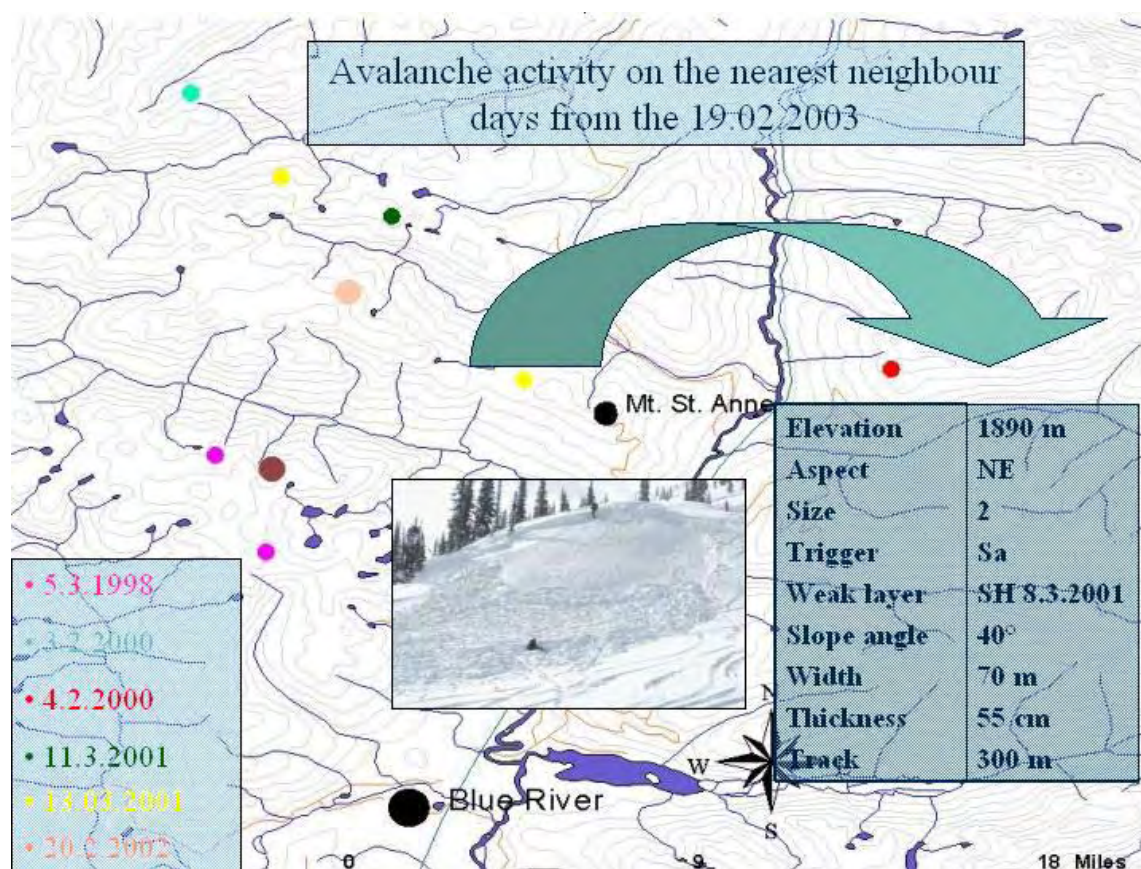 Avalanche activity on the nearest neighbour
days from the 19.02.2003
Mt. St. Anne
Elevation 1890 m
Aspect NE
Size 2
Trigger Sa
Weak layer SH 8.3.2001
Slope angle 40°
Width 70 m
Thickness 55 cm
Track 300 m
• 5.3.1998
• 3.2.2000
• 4.2.2000
• 11.3.2001
• 13.03.2001
• 20.2.2002
N
W
S
Blue River
0 9 18 Miles